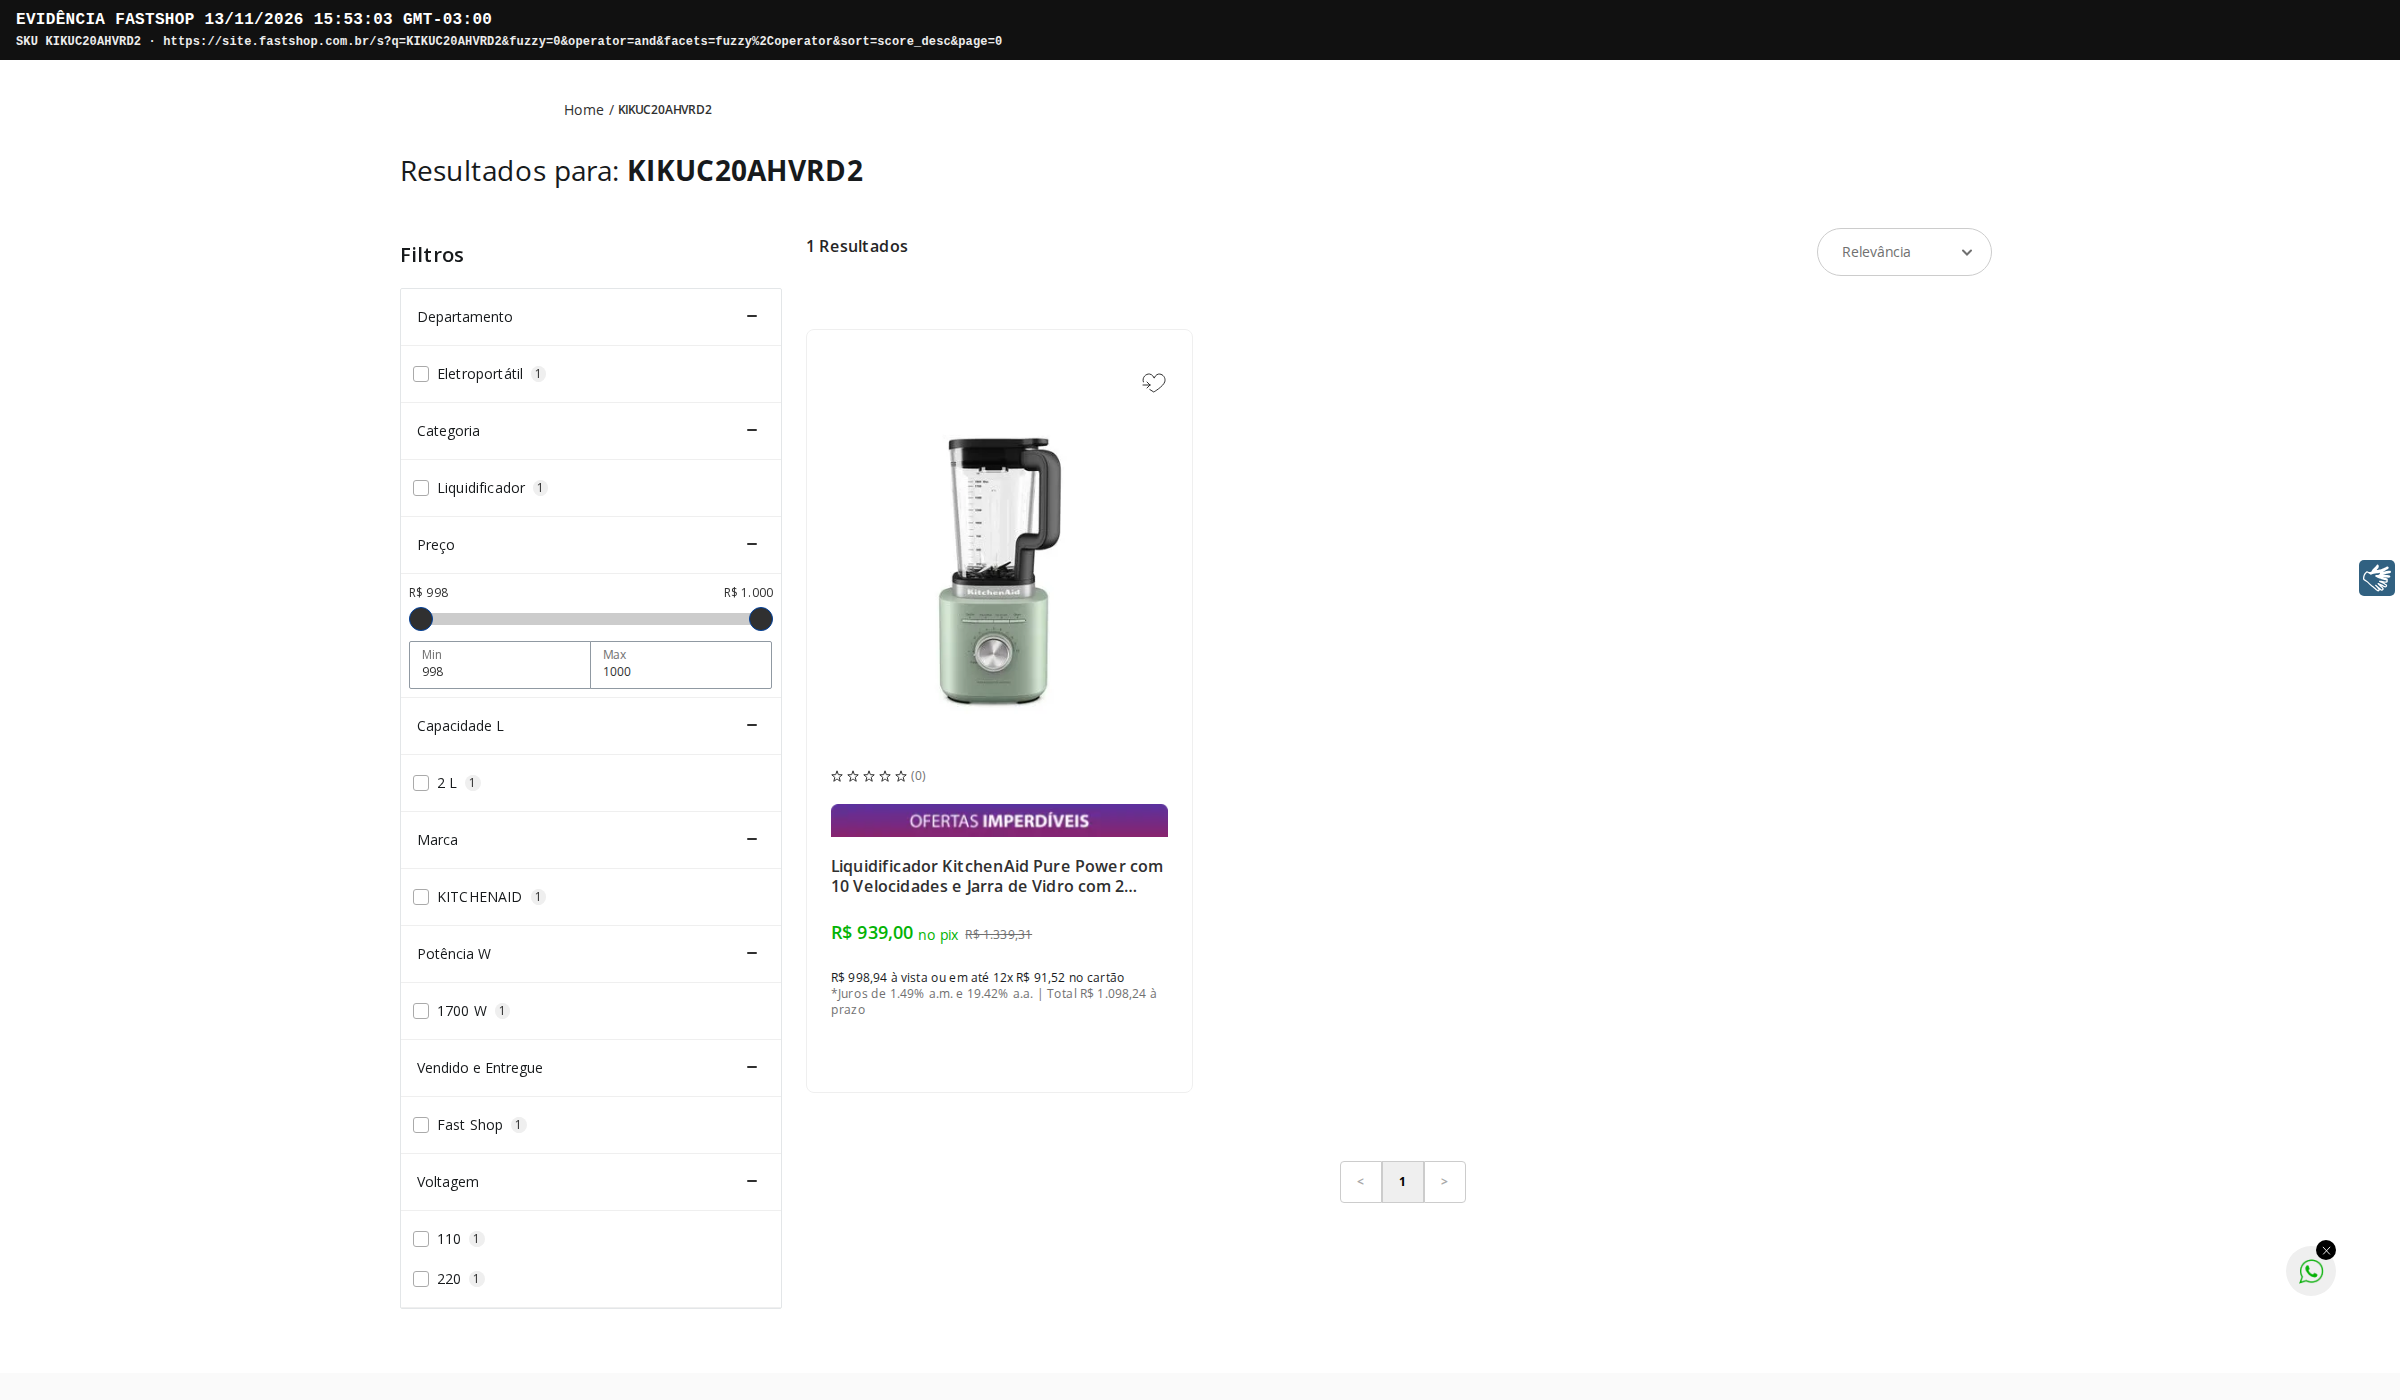 EVIDÊNCIA FASTSHOP 13/11/2026 15:53:03 GMT-03:00
SKU KIKUC20AHVRD2 · https://site.fastshop.com.br/s?q=KIKUC20AHVRD2&fuzzy=0&operator=and&facets=fuzzy%2Coperator&sort=score_desc&page=0
Home / KIKUC20AHVRD2
Resultados para: KIKUC20AHVRD2
Filtros
Departamento
Eletroportátil 1
Categoria
Liquidificador 1
Preço
R$ 998 R$ 1.000
Min Max
998 1000
Capacidade L
2 L 1
Marca
KITCHENAID 1
Potência W
1700 W 1
Vendido e Entregue
Fast Shop 1
Voltagem
110 1
220 1
1 Resultados
Relevância
KitchenAid
(0)
OFERTAS IMPERDÍVEIS
Liquidificador KitchenAid Pure Power com
10 Velocidades e Jarra de Vidro com 2...
R$ 939,00 no pix R$ 1.339,31
R$ 998,94 à vista ou em até 12x R$ 91,52 no cartão
*Juros de 1.49% a.m. e 19.42% a.a. | Total R$ 1.098,24 à
prazo
< 1 >